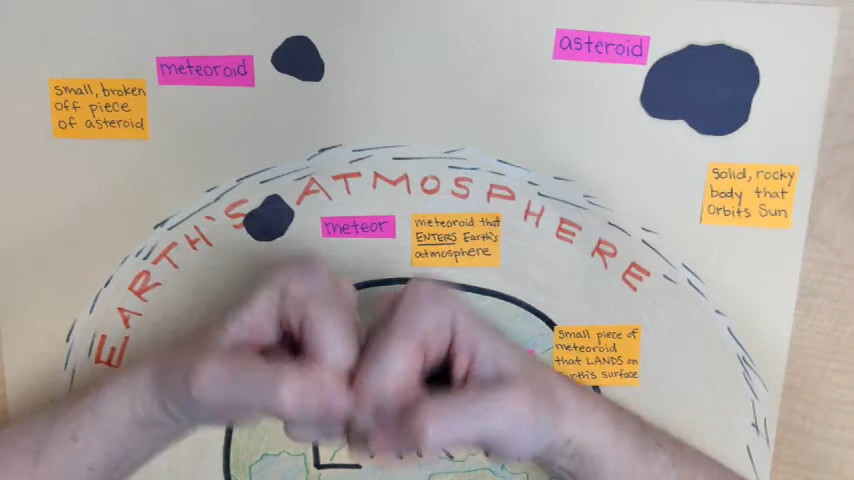 asteroid
meteoroid
small, broken
off piece
of asteroid
Solid, rocky
body that
Orbits Sun
EARTH'S ATMOSPHERE
meteor
meteoroid that
ENTERS Earth's
atmosphere
Small piece of
meteoroid
that LANDS on
Earth's surface